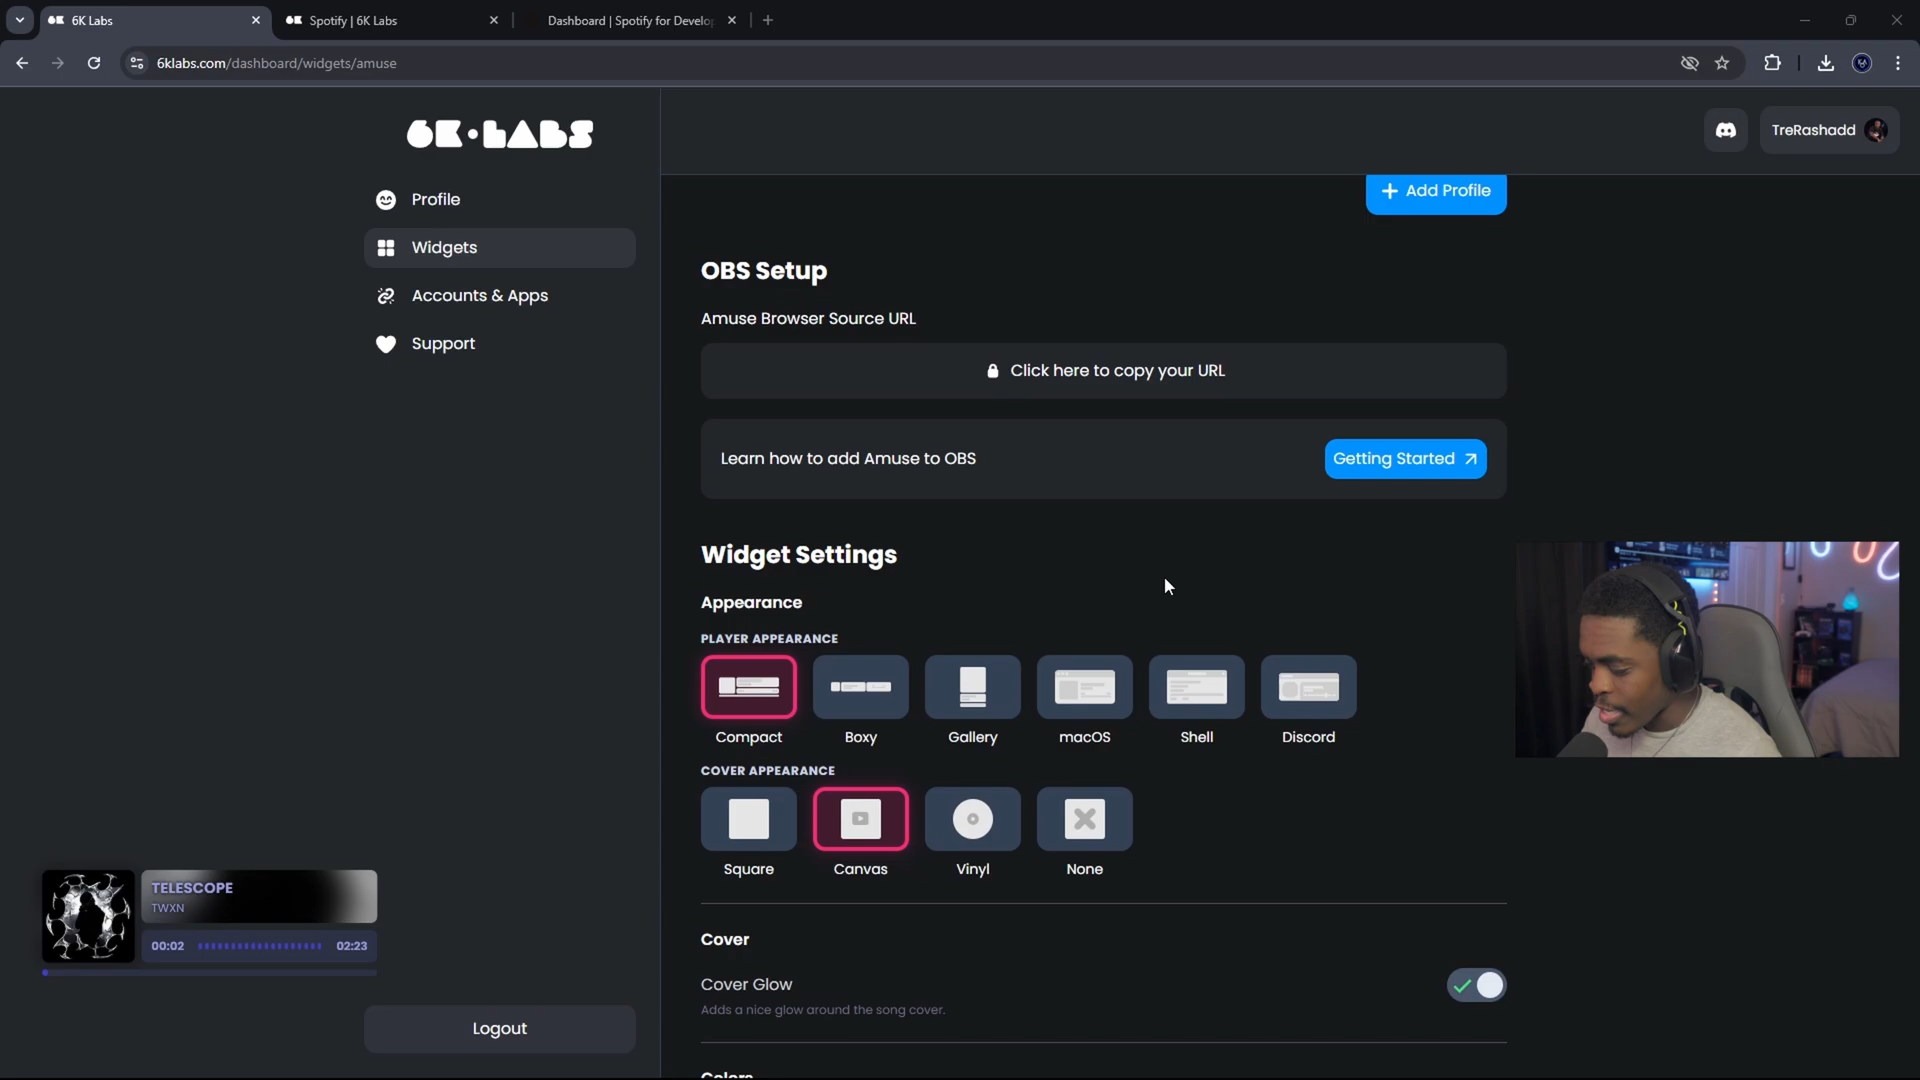 6K Labs
Spotify | 6K Labs
Dashboard | Spotify for Develop
6klabs.com/dashboard/widgets/amuse
6K•LABS
TreRashadd
Profile
Widgets
Accounts & Apps
Support
+ Add Profile
OBS Setup
Amuse Browser Source URL
Click here to copy your URL
Learn how to add Amuse to OBS
Getting Started
Widget Settings
Appearance
PLAYER APPEARANCE
Compact
Boxy
Gallery
macOS
Shell
Discord
COVER APPEARANCE
Square
Canvas
Vinyl
None
Cover
Cover Glow
Adds a nice glow around the song cover.
Colors
TELESCOPE
TWXN
00:02
02:23
Logout